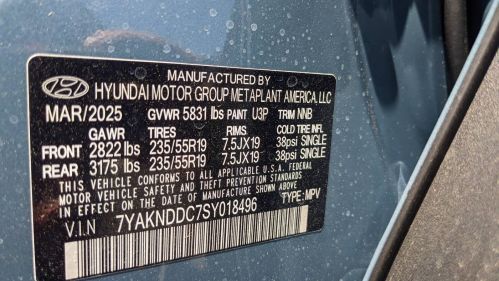 MANUFACTURED BY
HYUNDAI MOTOR GROUP METAPLANT AMERICA, LLC
MAR/2025 GVWR 5831 lbs PAINT U3P TRIM NNB
GAWR TIRES RIMS COLD TIRE INFL
FRONT 2822 lbs 235/55R19 7.5JX19 38psi SINGLE
REAR 3175 lbs 235/55R19 7.5JX19 38psi SINGLE
THIS VEHICLE CONFORMS TO ALL APPLICABLE U.S.A. FEDERAL
MOTOR VEHICLE SAFETY AND THEFT PREVENTION STANDARDS
IN EFFECT ON THE DATE OF MANUFACTURE SHOWN ABOVE.
V.I.N 7YAKNDDC7SY018496 TYPE: MPV